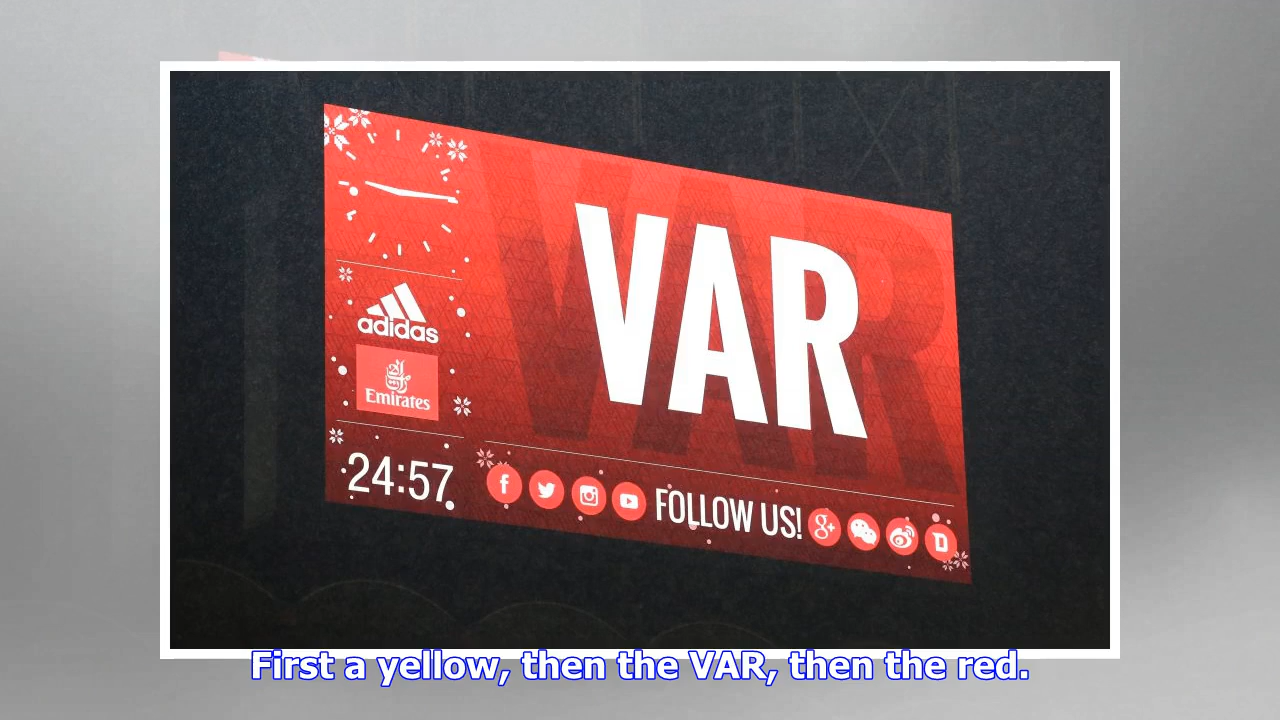 VAR
adidas
Emirates
24:57
FOLLOW US!
First a yellow, then the VAR, then the red.